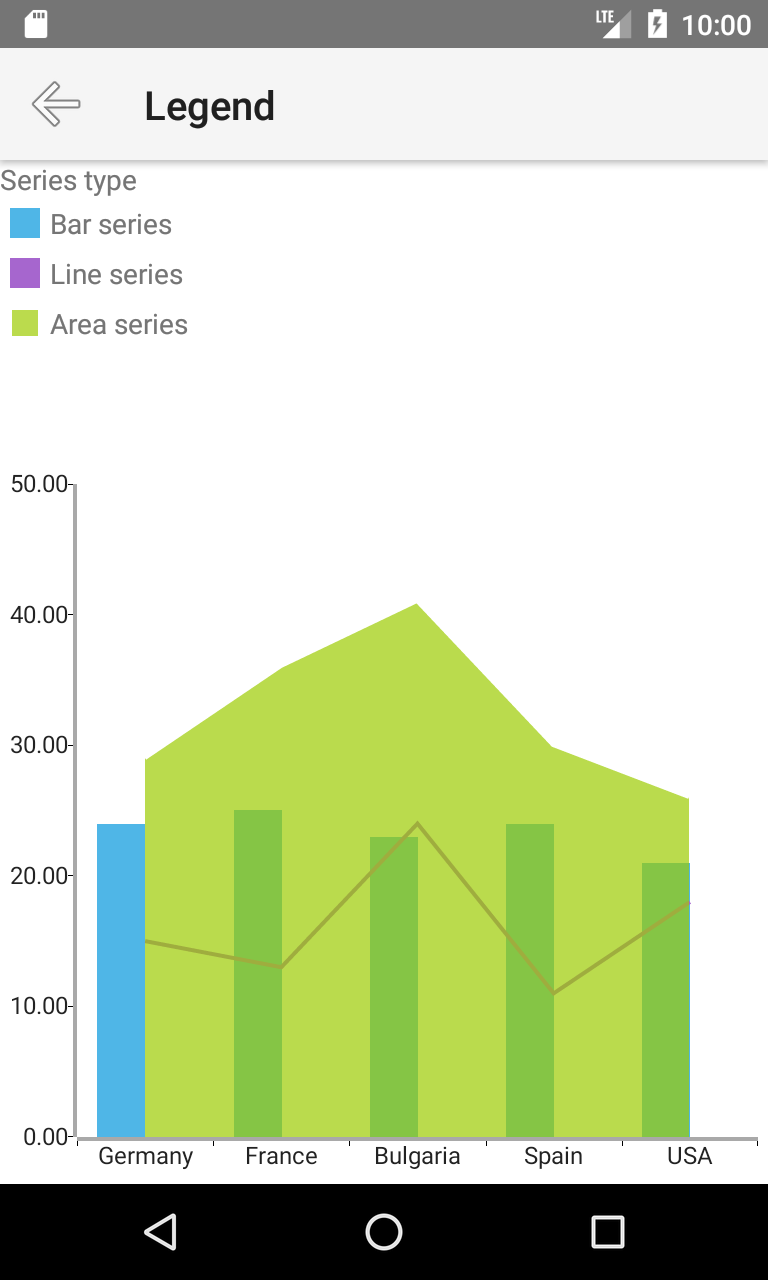 LTE 10:00
Legend
Series type
Bar series
Line series
Area series
50.00
40.00
30.00
20.00
10.00
0.00
Germany France Bulgaria Spain USA